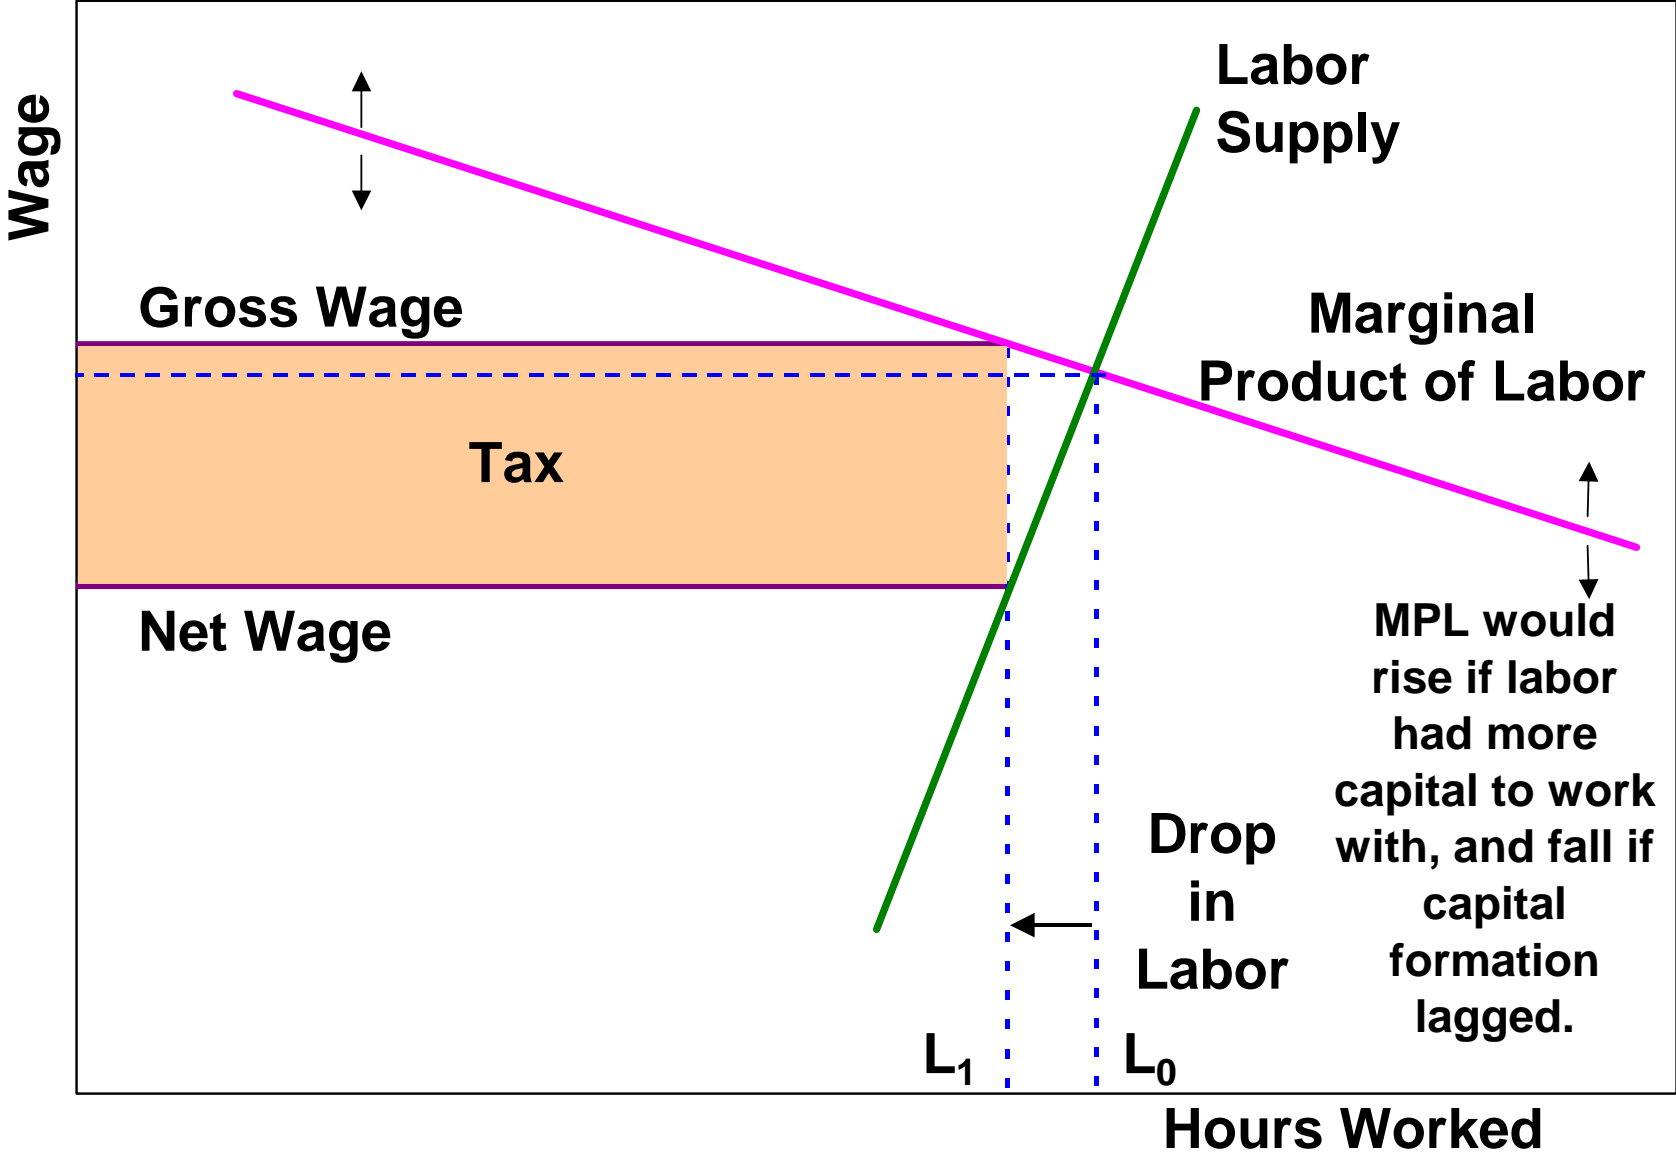 Wage
Labor
Supply
Gross Wage
Marginal
Product of Labor
Tax
Net Wage
MPL would
rise if labor
had more
capital to work
with, and fall if
capital
formation
lagged.
Drop
in
Labor
L1
L0
Hours Worked